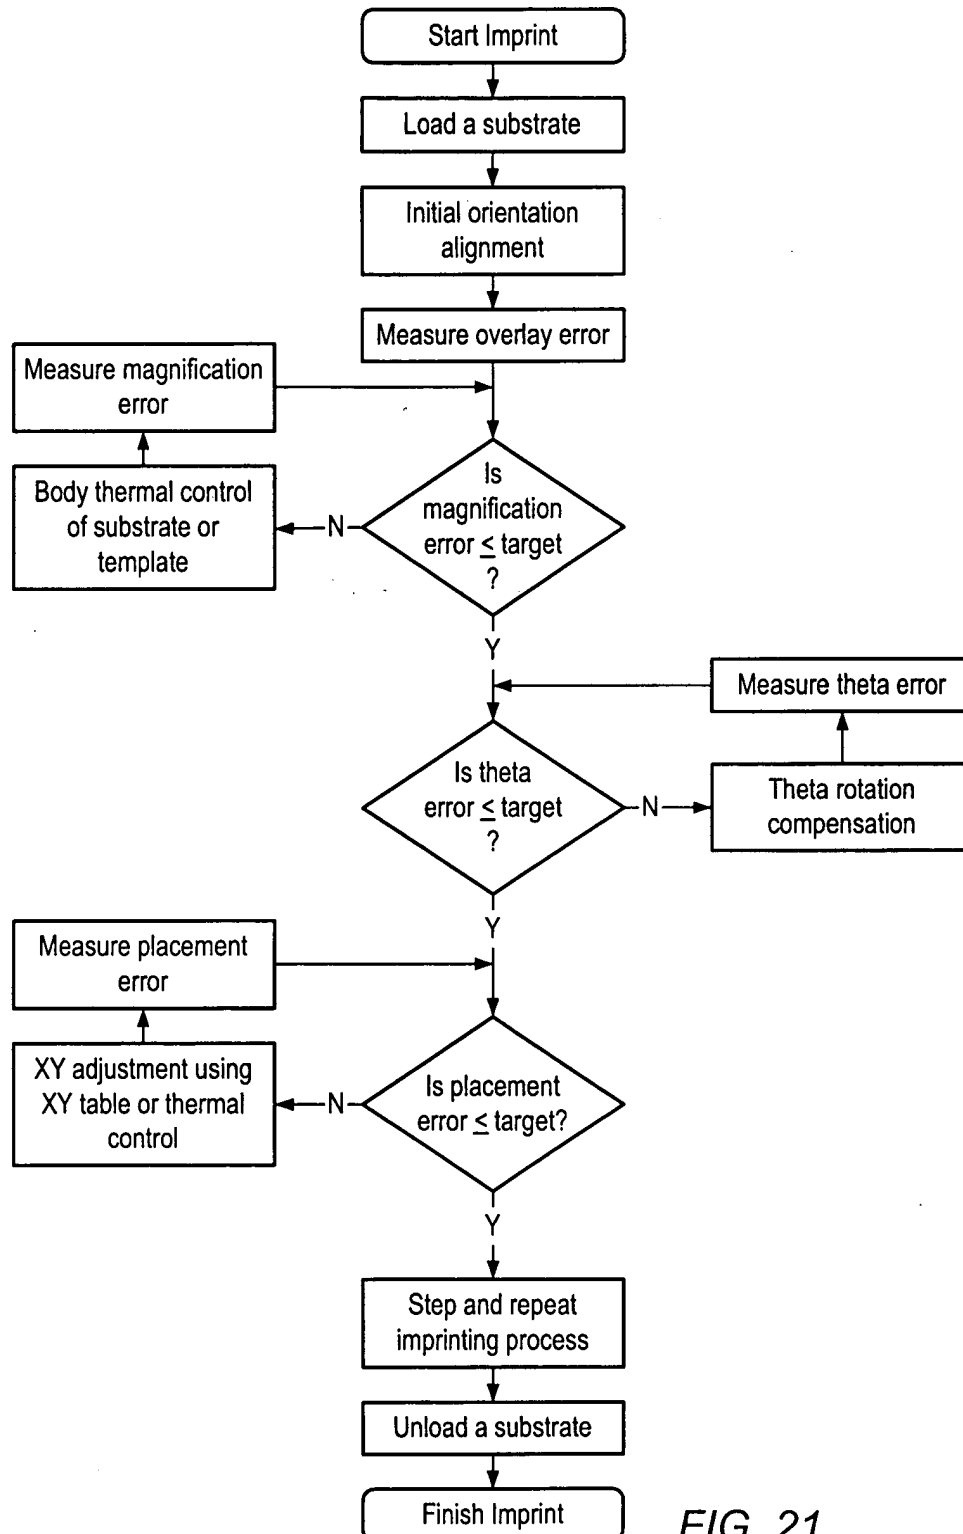 Start Imprint
Load a substrate
Initial orientation
alignment
Measure overlay error
Measure magnification
error
Body thermal control
of substrate or
template
N
Is
magnification
error ≤ target
?
Y
Measure theta error
Is theta
error ≤ target
?
N
Theta rotation
compensation
Y
Measure placement
error
XY adjustment using
XY table or thermal
control
N
Is placement
error ≤ target?
Y
Step and repeat
imprinting process
Unload a substrate
Finish Imprint
FIG. 21